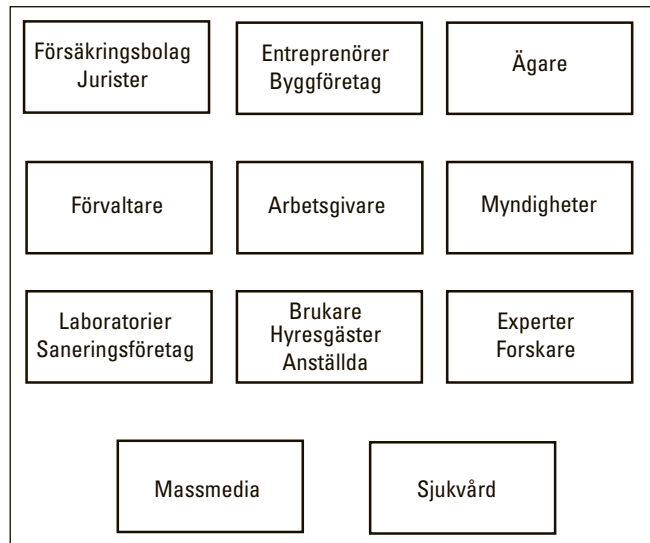 Försäkringsbolag
Jurister
Entreprenörer
Byggföretag
Ägare
Förvaltare
Arbetsgivare
Myndigheter
Laboratorier
Saneringsföretag
Brukare
Hyresgäster
Anställda
Experter
Forskare
Massmedia
Sjukvård